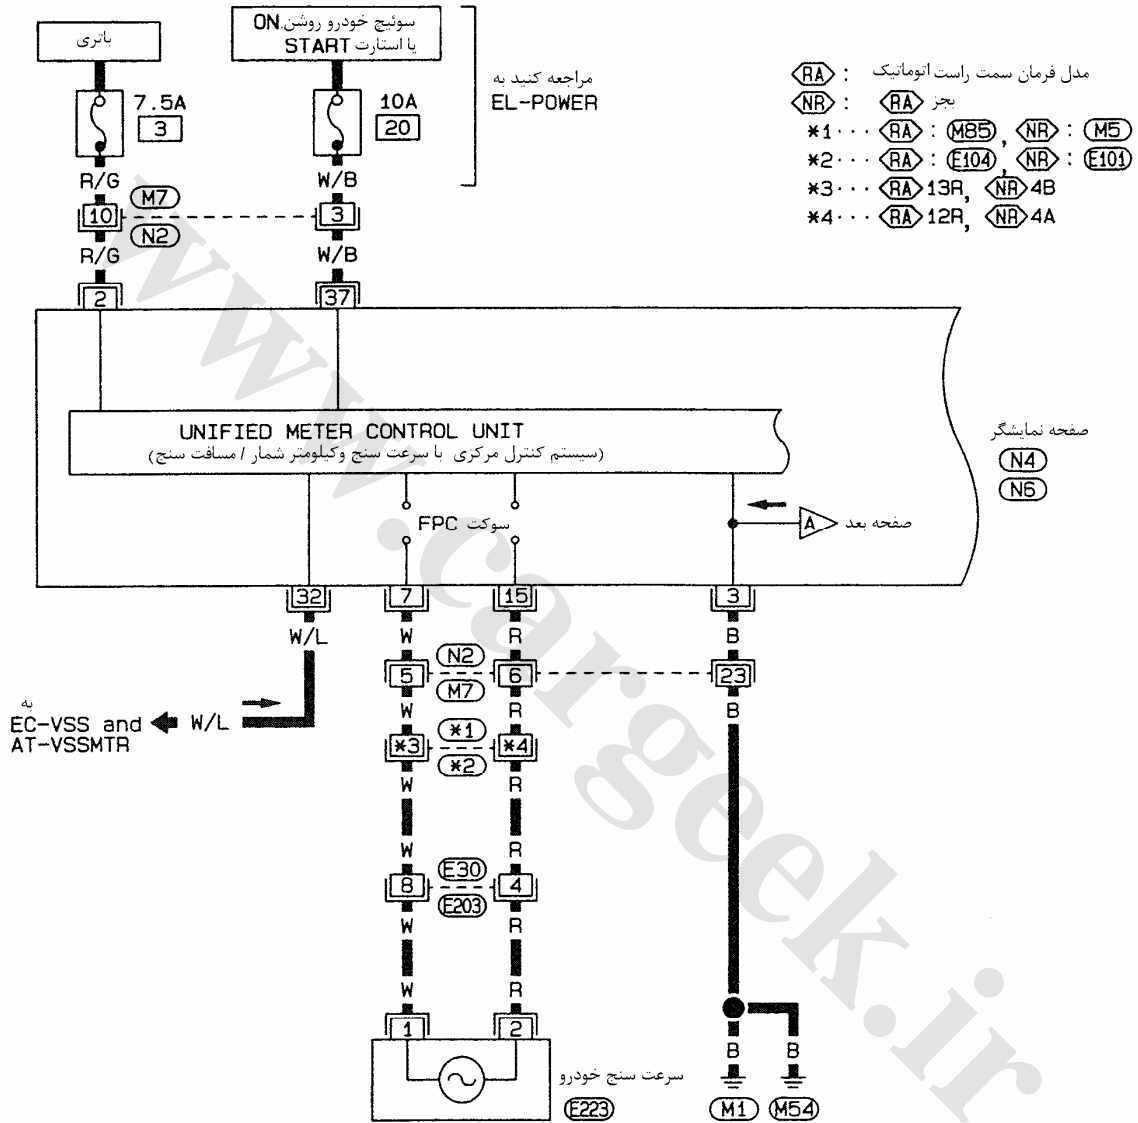 باتری
سوئیچ خودرو روشن.ON
یا استارت START
مراجعه کنید به
EL-POWER
7.5A
3
10A
20
RA : مدل فرمان سمت راست اتوماتیک
NR : RA بجز
*1 ··· RA : M85 , NR : M5
*2 ··· RA : E104 , NR : E101
*3 ··· RA 13R, NR 4B
*4 ··· RA 12R, NR 4A
R/G
W/B
M7
10
3
N2
R/G
W/B
2
37
UNIFIED METER CONTROL UNIT
(سیستم کنترل مرکزی با سرعت سنج وکیلومتر شمار / مسافت سنج)
صفحه نمایشگر
N4
N6
سوکت FPC
A
صفحه بعد
32
7
15
3
W/L
W
R
B
N2
5
6
23
M7
W
R
B
به
EC-VSS and
AT-VSSMTR
W/L
*1
*3
*4
*2
W
R
W
R
E30
8
4
E203
W
R
W
R
1
2
سرعت سنج خودرو
E223
B
B
M1
M54
www.cargeek.ir